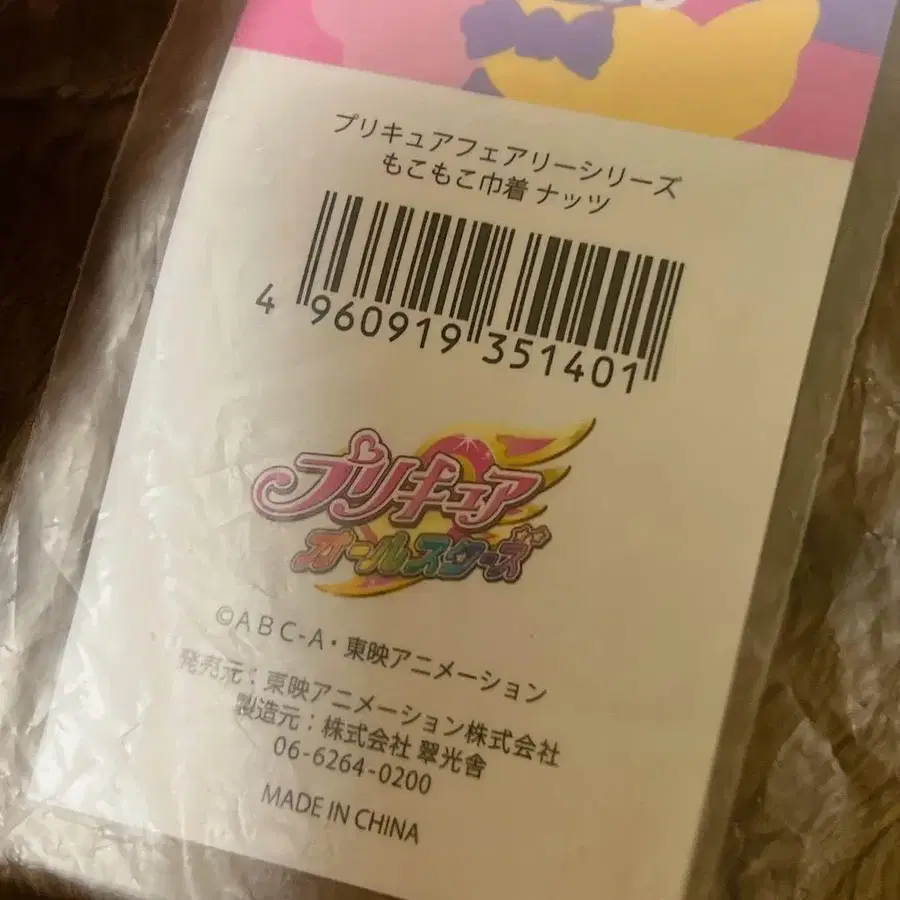 プリキュアフェアリーシリーズ
もこもこ巾着 ナッツ
4 960919 351401
プリキュア
オールスターズ
©ABC-A・東映アニメーション
発売元：東映アニメーション株式会社
製造元：株式会社 翠光舎
06-6264-0200
MADE IN CHINA